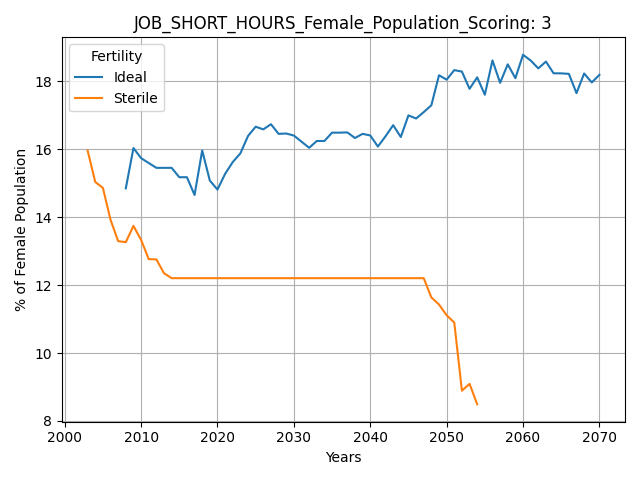 JOB_SHORT_HOURS_Female_Population_Scoring: 3
Fertility
Ideal
Sterile
% of Female Population
18
16
14
12
10
8
2000 2010 2020 2030 2040 2050 2060 2070
Years